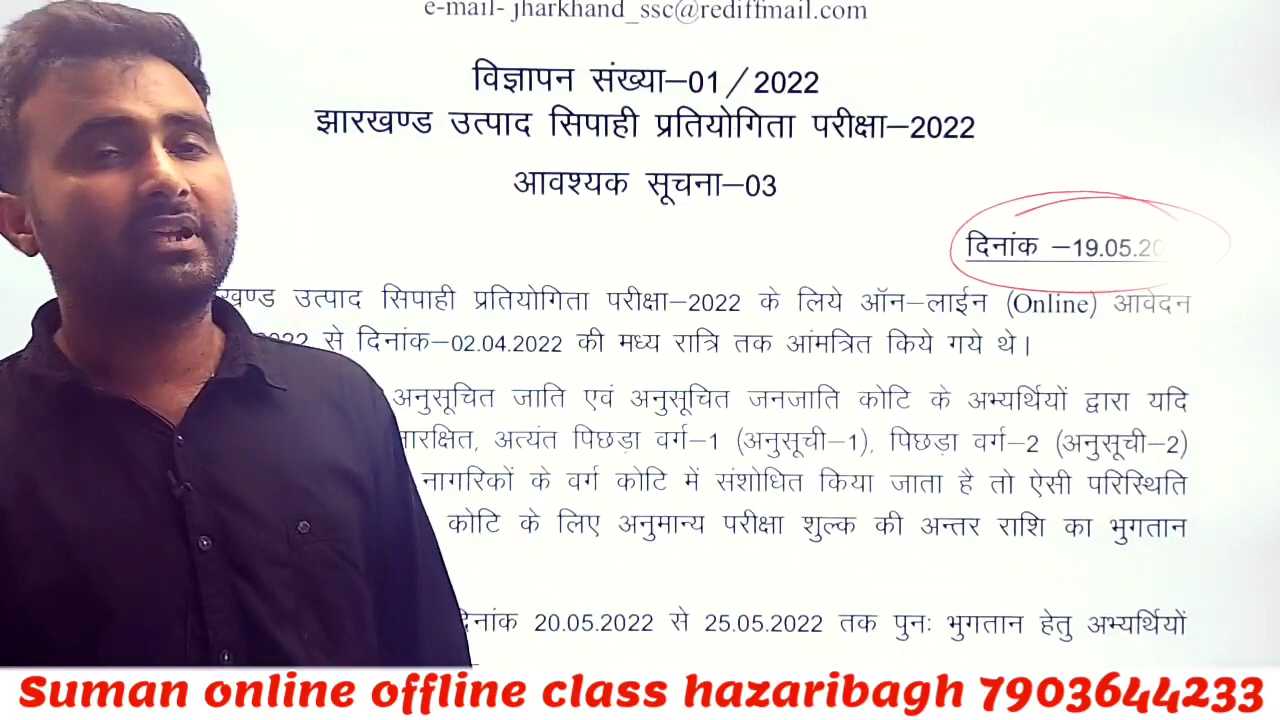 e-mail- jharkhand_ssc@rediffmail.com
विज्ञापन संख्या–01/2022
झारखण्ड उत्पाद सिपाही प्रतियोगिता परीक्षा–2022
आवश्यक सूचना–03
दिनांक –19.05.20
उत्पाद सिपाही प्रतियोगिता परीक्षा–2022 के लिये ऑन–लाईन (Online) आवेदन
से दिनांक–02.04.2022 की मध्य रात्रि तक आंमत्रित किये गये थे।
अनुसूचित जाति एवं अनुसूचित जनजाति कोटि के अभ्यर्थियों द्वारा यदि
अत्यंत पिछड़ा वर्ग–1 (अनुसूची–1), पिछड़ा वर्ग–2 (अनुसूची–2)
नागरिकों के वर्ग कोटि में संशोधित किया जाता है तो ऐसी परिस्थिति
कोटि के लिए अनुमान्य परीक्षा शुल्क की अन्तर राशि का भुगतान
दिनांक 20.05.2022 से 25.05.2022 तक पुनः भुगतान हेतु अभ्यर्थियों
Suman online offline class hazaribagh 7903644233